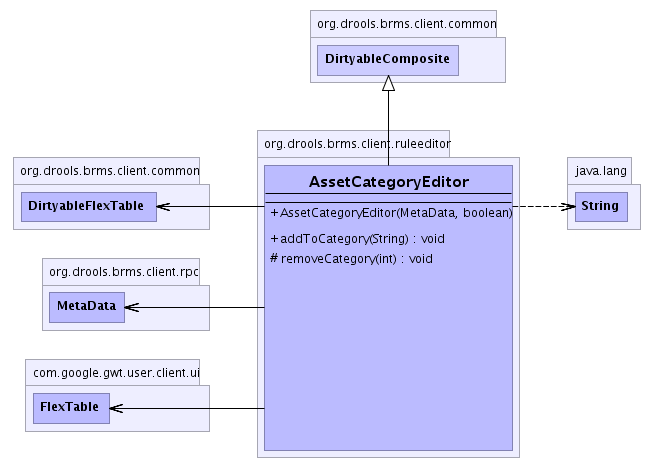 org.drools.brms.client.common
DirtyableComposite
org.drools.brms.client.ruleeditor
AssetCategoryEditor
+ AssetCategoryEditor(MetaData, boolean)
+ addToCategory(String) : void
# removeCategory(int) : void
org.drools.brms.client.common
DirtyableFlexTable
java.lang
String
org.drools.brms.client.rpc
MetaData
com.google.gwt.user.client.ui
FlexTable